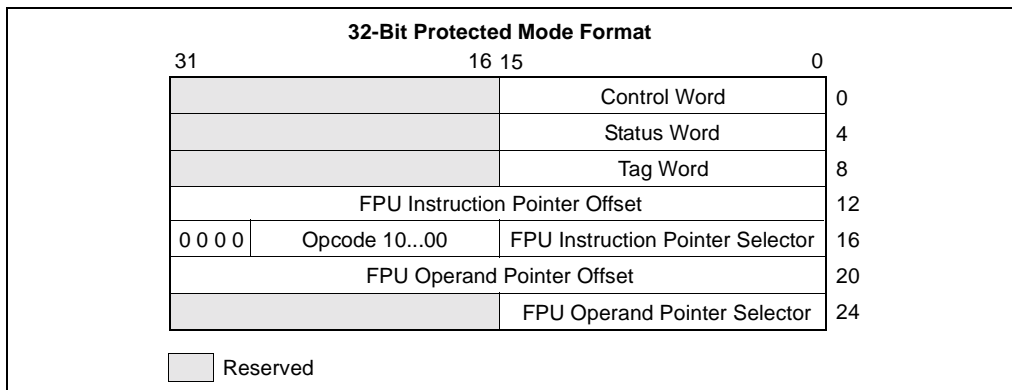 32-Bit Protected Mode Format
31 16 15 0
Control Word 0
Status Word 4
Tag Word 8
FPU Instruction Pointer Offset 12
0 0 0 0 Opcode 10...00 FPU Instruction Pointer Selector 16
FPU Operand Pointer Offset 20
FPU Operand Pointer Selector 24
Reserved